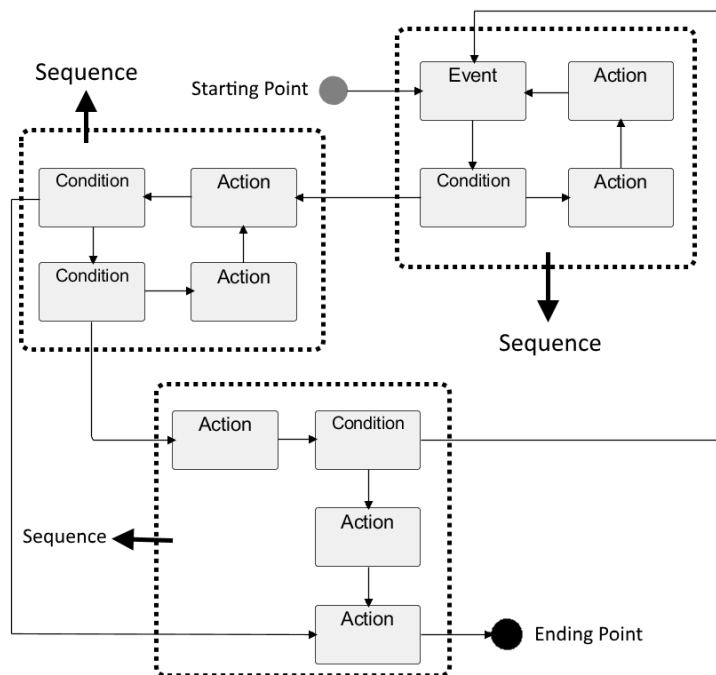 Sequence
Starting Point
Event
Action
Condition
Action
Condition
Action
Sequence
Condition
Action
Action
Condition
Action
Sequence
Action
Ending Point